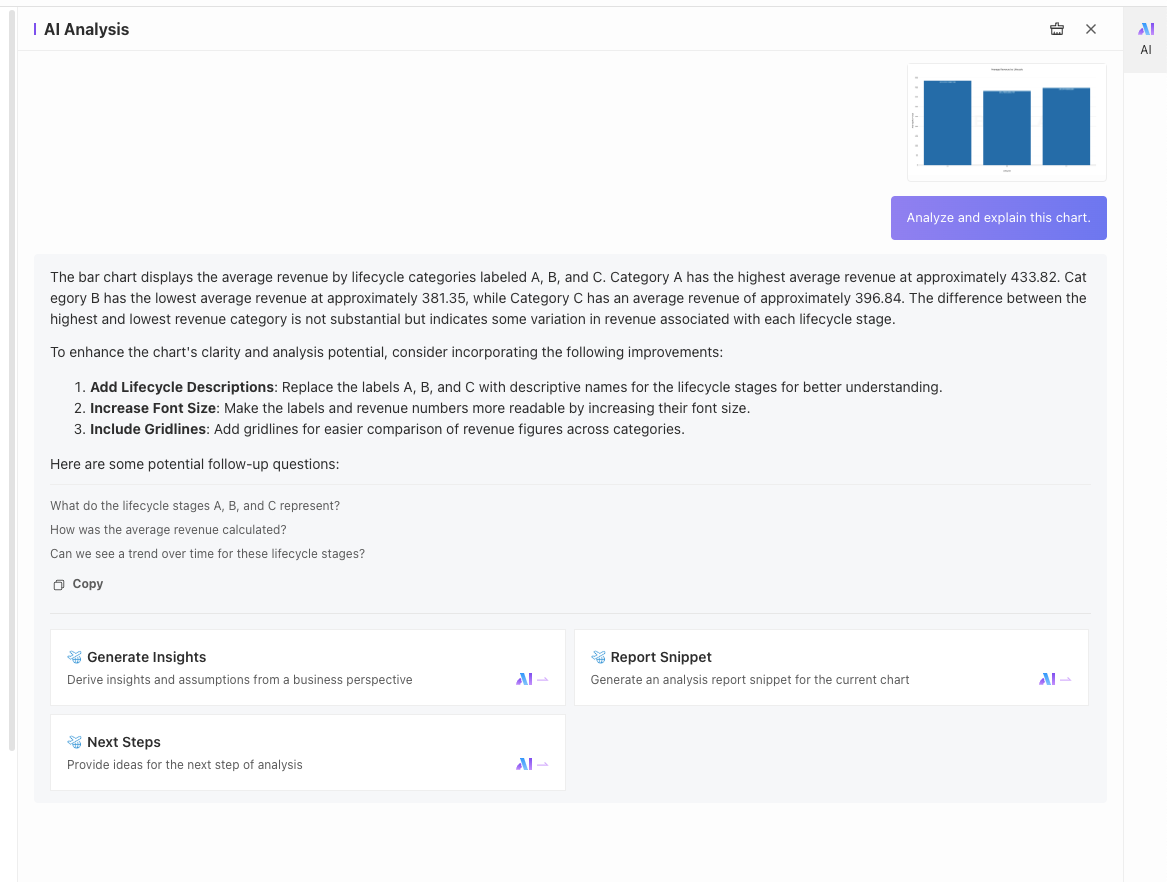 AI Analysis
AI
Analyze and explain this chart.
The bar chart displays the average revenue by lifecycle categories labeled A, B, and C. Category A has the highest average revenue at approximately 433.82. Cat
egory B has the lowest average revenue at approximately 381.35, while Category C has an average revenue of approximately 396.84. The difference between the
highest and lowest revenue category is not substantial but indicates some variation in revenue associated with each lifecycle stage.
To enhance the chart's clarity and analysis potential, consider incorporating the following improvements:
1. Add Lifecycle Descriptions: Replace the labels A, B, and C with descriptive names for the lifecycle stages for better understanding.
2. Increase Font Size: Make the labels and revenue numbers more readable by increasing their font size.
3. Include Gridlines: Add gridlines for easier comparison of revenue figures across categories.
Here are some potential follow-up questions:
What do the lifecycle stages A, B, and C represent?
How was the average revenue calculated?
Can we see a trend over time for these lifecycle stages?
Copy
Generate Insights
Derive insights and assumptions from a business perspective
AI
Report Snippet
Generate an analysis report snippet for the current chart
AI
Next Steps
Provide ideas for the next step of analysis
AI